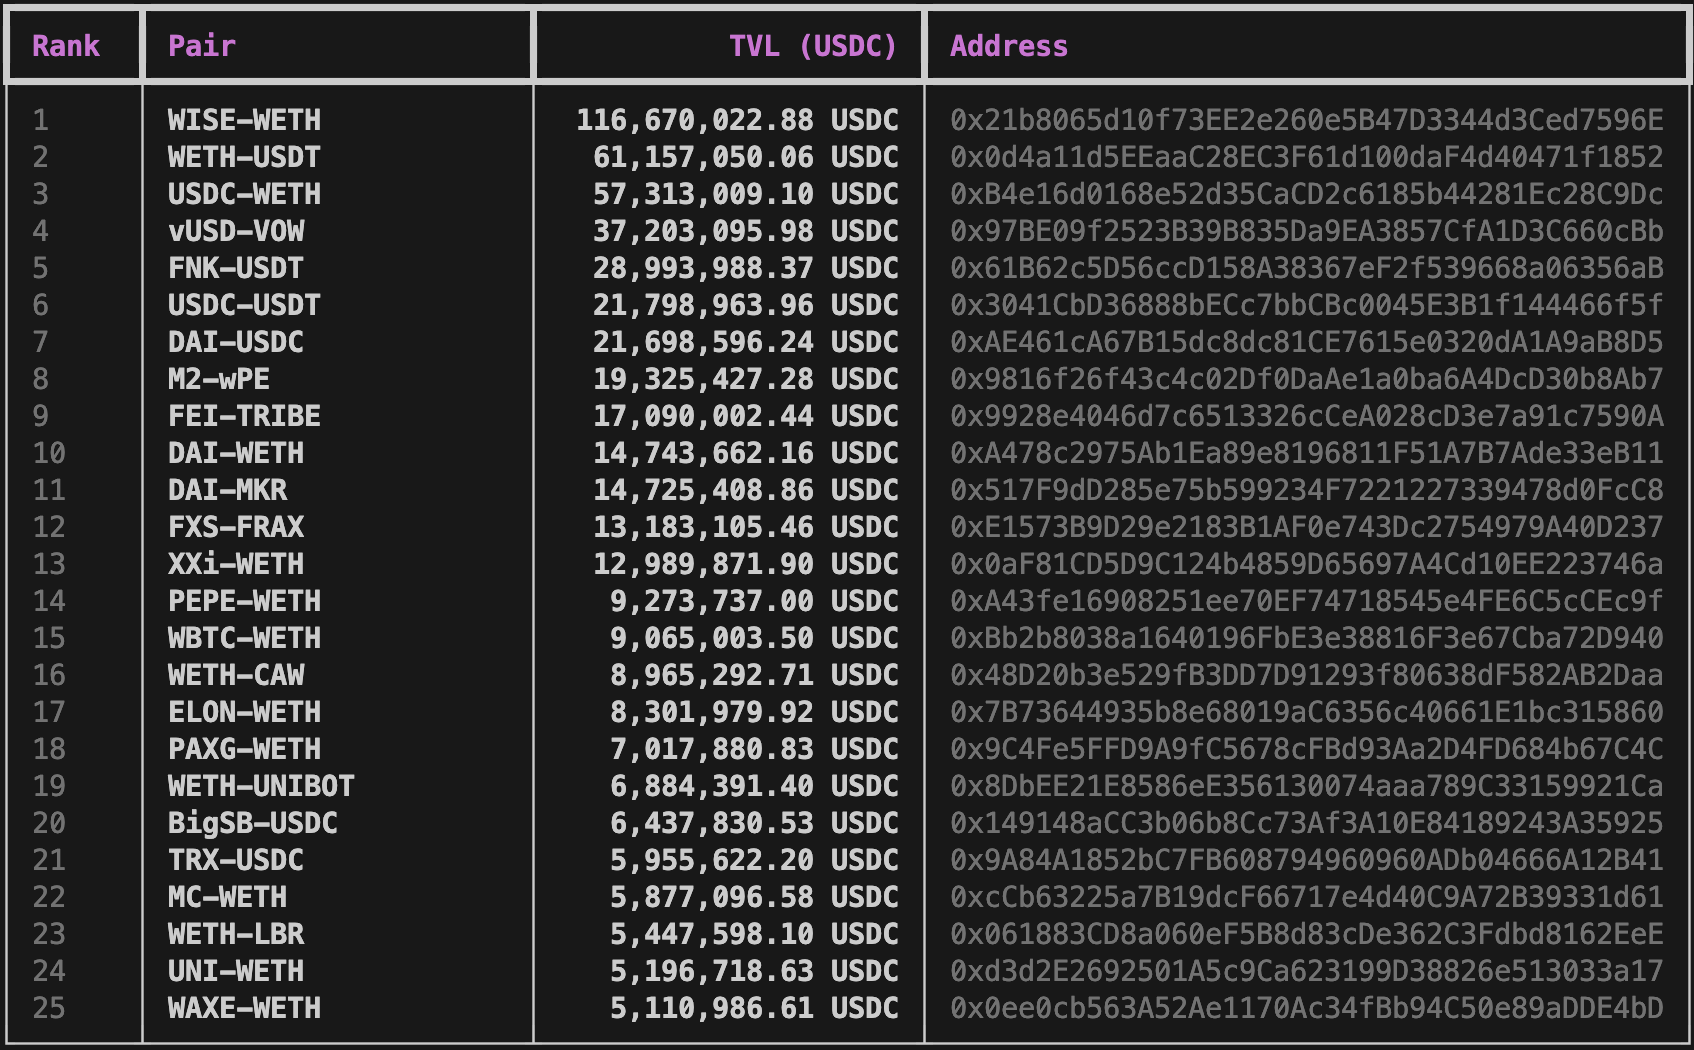 Rank Pair TVL (USDC) Address
1 WISE-WETH 116,670,022.88 USDC 0x21b8065d10f73EE2e260e5B47D3344d3Ced7596E
2 WETH-USDT 61,157,050.06 USDC 0x0d4a11d5EEaaC28EC3F61d100daF4d40471f1852
3 USDC-WETH 57,313,009.10 USDC 0xB4e16d0168e52d35CaCD2c6185b44281Ec28C9Dc
4 vUSD-VOW 37,203,095.98 USDC 0x97BE09f2523B39B835Da9EA3857CfA1D3C660cBb
5 FNK-USDT 28,993,988.37 USDC 0x61B62c5D56ccD158A38367eF2f539668a06356aB
6 USDC-USDT 21,798,963.96 USDC 0x3041CbD36888bECc7bbCBc0045E3B1f144466f5f
7 DAI-USDC 21,698,596.24 USDC 0xAE461cA67B15dc8dc81CE7615e0320dA1A9aB8D5
8 M2-wPE 19,325,427.28 USDC 0x9816f26f43c4c02Df0DaAe1a0ba6A4DcD30b8Ab7
9 FEI-TRIBE 17,090,002.44 USDC 0x9928e4046d7c6513326cCeA028cD3e7a91c7590A
10 DAI-WETH 14,743,662.16 USDC 0xA478c2975Ab1Ea89e8196811F51A7B7Ade33eB11
11 DAI-MKR 14,725,408.86 USDC 0x517F9dD285e75b599234F7221227339478d0FcC8
12 FXS-FRAX 13,183,105.46 USDC 0xE1573B9D29e2183B1AF0e743Dc2754979A40D237
13 XXi-WETH 12,989,871.90 USDC 0x0aF81CD5D9C124b4859D65697A4Cd10EE223746a
14 PEPE-WETH 9,273,737.00 USDC 0xA43fe16908251ee70EF74718545e4FE6C5cCEc9f
15 WBTC-WETH 9,065,003.50 USDC 0xBb2b8038a1640196FbE3e38816F3e67Cba72D940
16 WETH-CAW 8,965,292.71 USDC 0x48D20b3e529fB3DD7D91293f80638dF582AB2Daa
17 ELON-WETH 8,301,979.92 USDC 0x7B73644935b8e68019aC6356c40661E1bc315860
18 PAXG-WETH 7,017,880.83 USDC 0x9C4Fe5FFD9A9fC5678cFBd93Aa2D4FD684b67C4C
19 WETH-UNIBOT 6,884,391.40 USDC 0x8DbEE21E8586eE356130074aaa789C33159921Ca
20 BigSB-USDC 6,437,830.53 USDC 0x149148aCC3b06b8Cc73Af3A10E84189243A35925
21 TRX-USDC 5,955,622.20 USDC 0x9A84A1852bC7FB608794960960ADb04666A12B41
22 MC-WETH 5,877,096.58 USDC 0xcCb63225a7B19dcF66717e4d40C9A72B39331d61
23 WETH-LBR 5,447,598.10 USDC 0x061883CD8a060eF5B8d83cDe362C3Fdbd8162EeE
24 UNI-WETH 5,196,718.63 USDC 0xd3d2E2692501A5c9Ca623199D38826e513033a17
25 WAXE-WETH 5,110,986.61 USDC 0x0ee0cb563A52Ae1170Ac34fBb94C50e89aDDE4bD